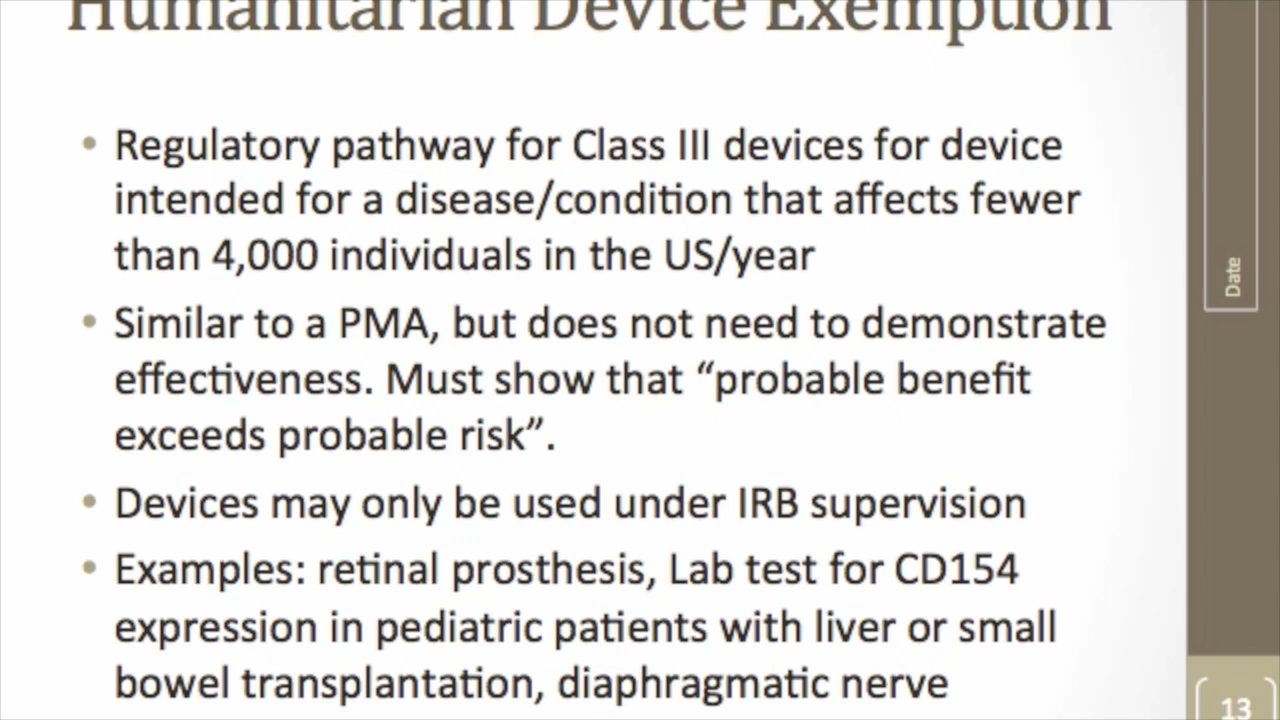 Humanitarian Device Exemption
• Regulatory pathway for Class III devices for device
intended for a disease/condition that affects fewer
than 4,000 individuals in the US/year
• Similar to a PMA, but does not need to demonstrate
effectiveness. Must show that “probable benefit
exceeds probable risk”.
• Devices may only be used under IRB supervision
• Examples: retinal prosthesis, Lab test for CD154
expression in pediatric patients with liver or small
bowel transplantation, diaphragmatic nerve
Date
13